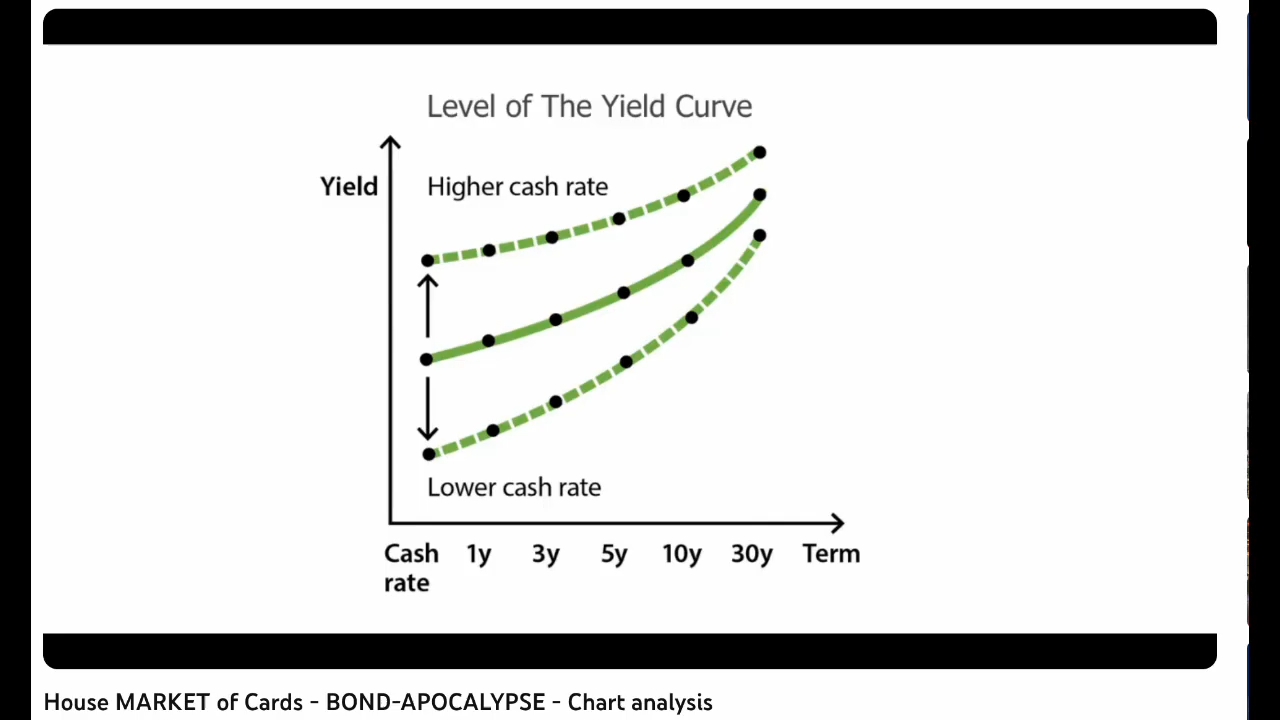 Level of The Yield Curve
Yield
Higher cash rate
Lower cash rate
Cash rate
1y
3y
5y
10y
30y
Term
House MARKET of Cards - BOND-APOCALYPSE - Chart analysis